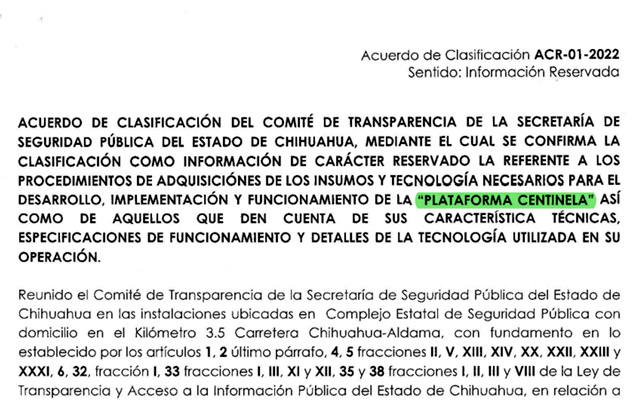 Acuerdo de Clasificación ACR-01-2022
Sentido: Información Reservada
ACUERDO DE CLASIFICACIÓN DEL COMITÉ DE TRANSPARENCIA DE LA SECRETARÍA DE
SEGURIDAD PÚBLICA DEL ESTADO DE CHIHUAHUA, MEDIANTE EL CUAL SE CONFIRMA LA
CLASIFICACIÓN COMO INFORMACIÓN DE CARÁCTER RESERVADO LA REFERENTE A LOS
PROCEDIMIENTOS DE ADQUISICIÓNES DE LOS INSUMOS Y TECNOLOGÍA NECESARIOS PARA EL
DESARROLLO, IMPLEMENTACIÓN Y FUNCIONAMIENTO DE LA "PLATAFORMA CENTINELA" ASÍ
COMO DE AQUELLOS QUE DEN CUENTA DE SUS CARACTERÍSTICA TÉCNICAS,
ESPECIFICACIONES DE FUNCIONAMIENTO Y DETALLES DE LA TECNOLOGÍA UTILIZADA EN SU
OPERACIÓN.
Reunido el Comité de Transparencia de la Secretaría de Seguridad Pública del Estado de
Chihuahua en las instalaciones ubicadas en Complejo Estatal de Seguridad Pública con
domicilio en el Kilómetro 3.5 Carretera Chihuahua-Aldama, con fundamento en lo
establecido por los artículos 1, 2 último párrafo, 4, 5 fracciones II, V, XIII, XIV, XX, XXII, XXIII y
XXXI, 6, 32, fracción I, 33 fracciones I, III, XI y XII, 35 y 38 fracciones I, II, III y VIII de la Ley de
Transparencia y Acceso a la Información Pública del Estado de Chihuahua, en relación a